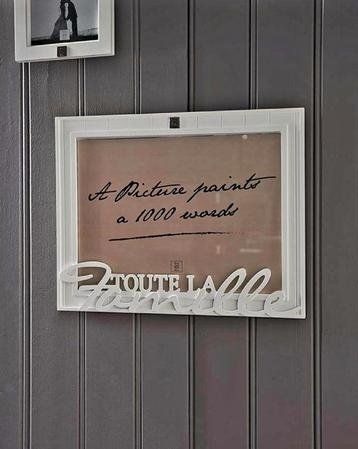 A Picture paints
a 1000 words
TOUTE LA
Famille